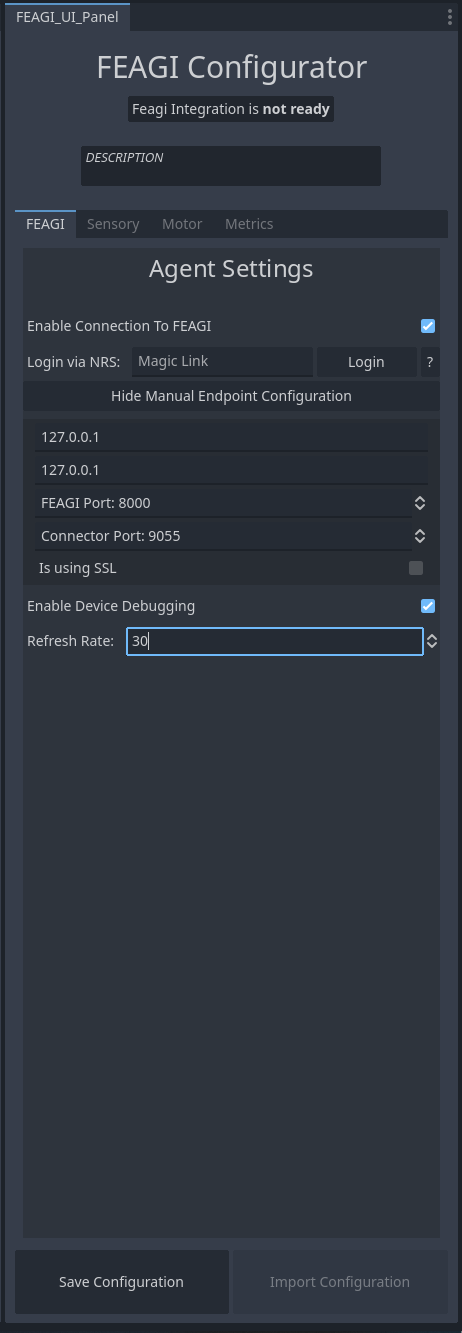 FEAGI_UI_Panel
FEAGI Configurator
Feagi Integration is not ready
DESCRIPTION
FEAGI Sensory Motor Metrics
Agent Settings
Enable Connection To FEAGI
Login via NRS: Magic Link Login ?
Hide Manual Endpoint Configuration
127.0.0.1
127.0.0.1
FEAGI Port: 8000
Connector Port: 9055
Is using SSL
Enable Device Debugging
Refresh Rate: 30
Save Configuration Import Configuration